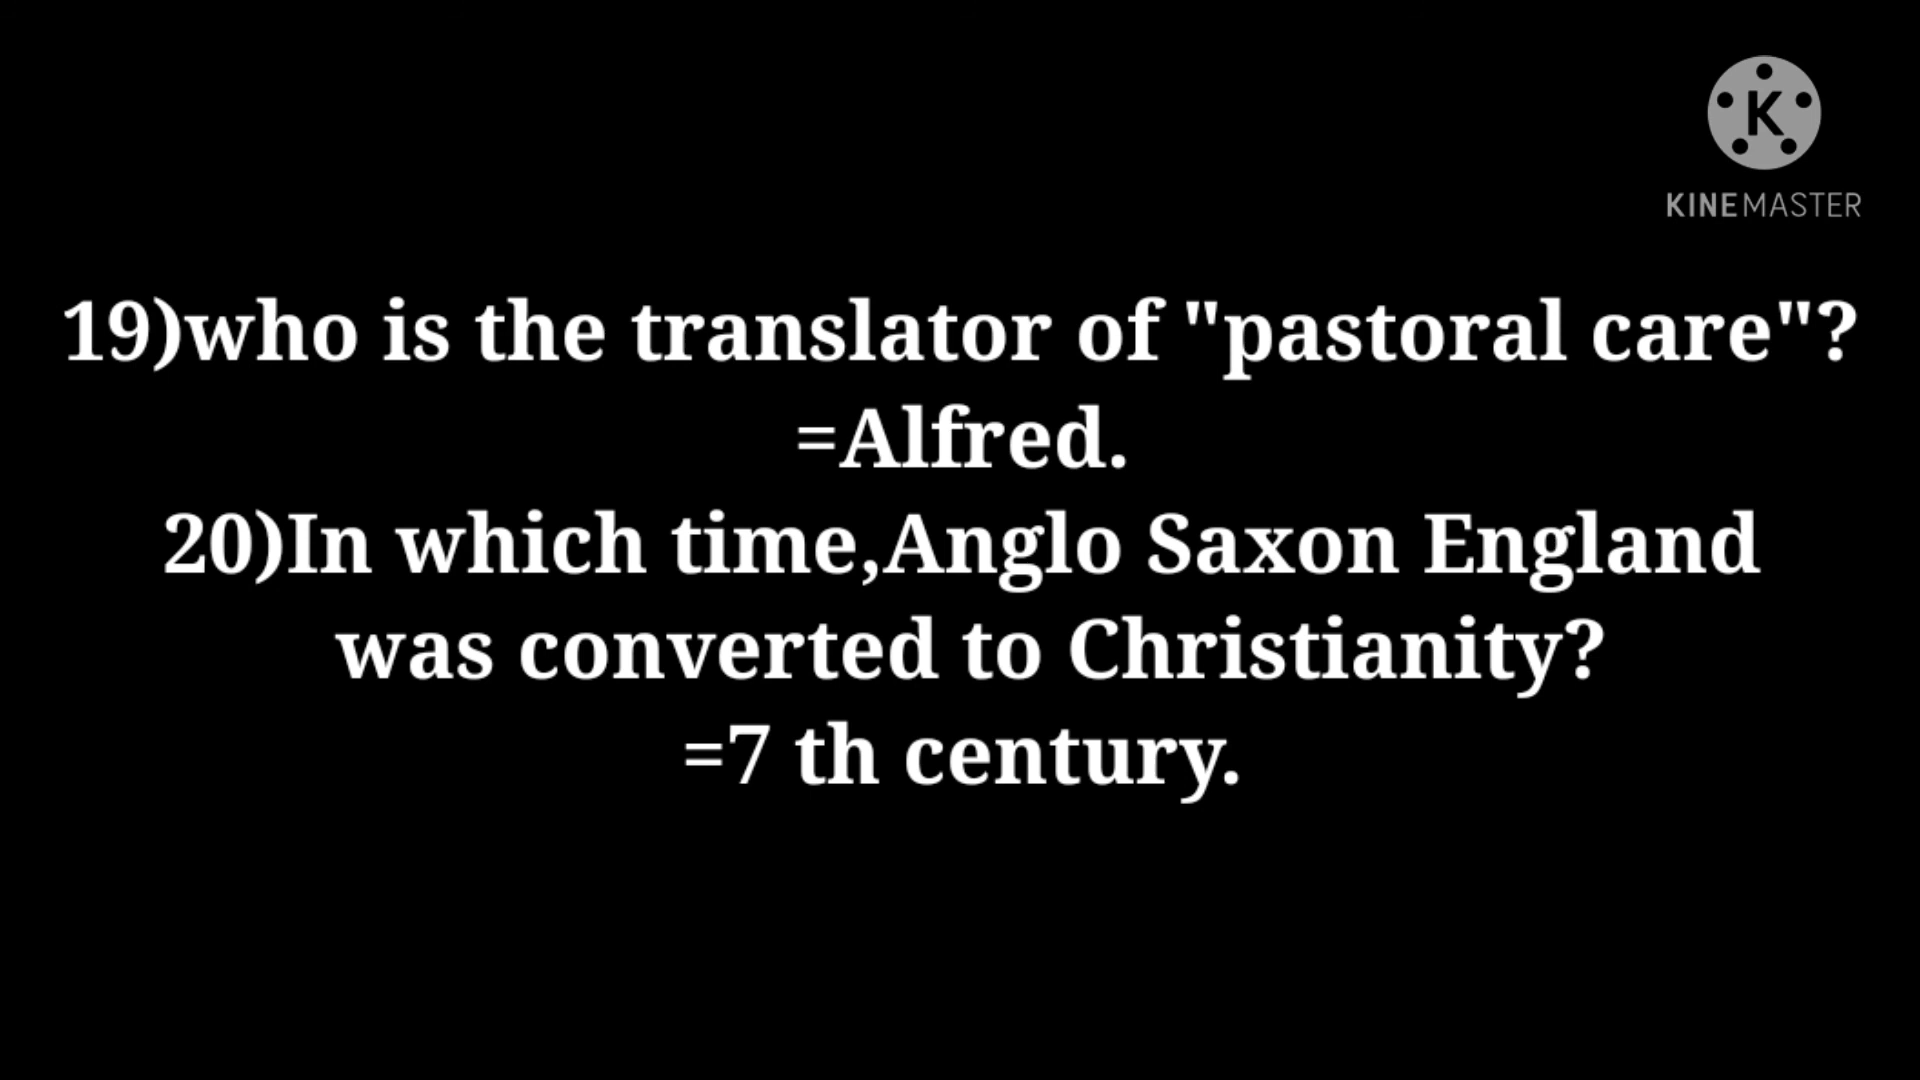 K
KINEMASTER
19)who is the translator of "pastoral care"?
=Alfred.
20)In which time,Anglo Saxon England
was converted to Christianity?
=7 th century.